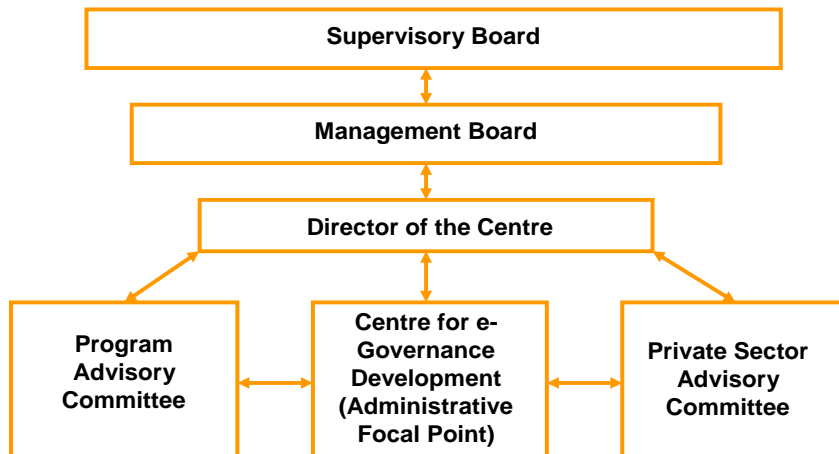 Supervisory Board
Management Board
Director of the Centre
Program
Advisory
Committee
Centre for e-
Governance
Development
(Administrative
Focal Point)
Private Sector
Advisory
Committee